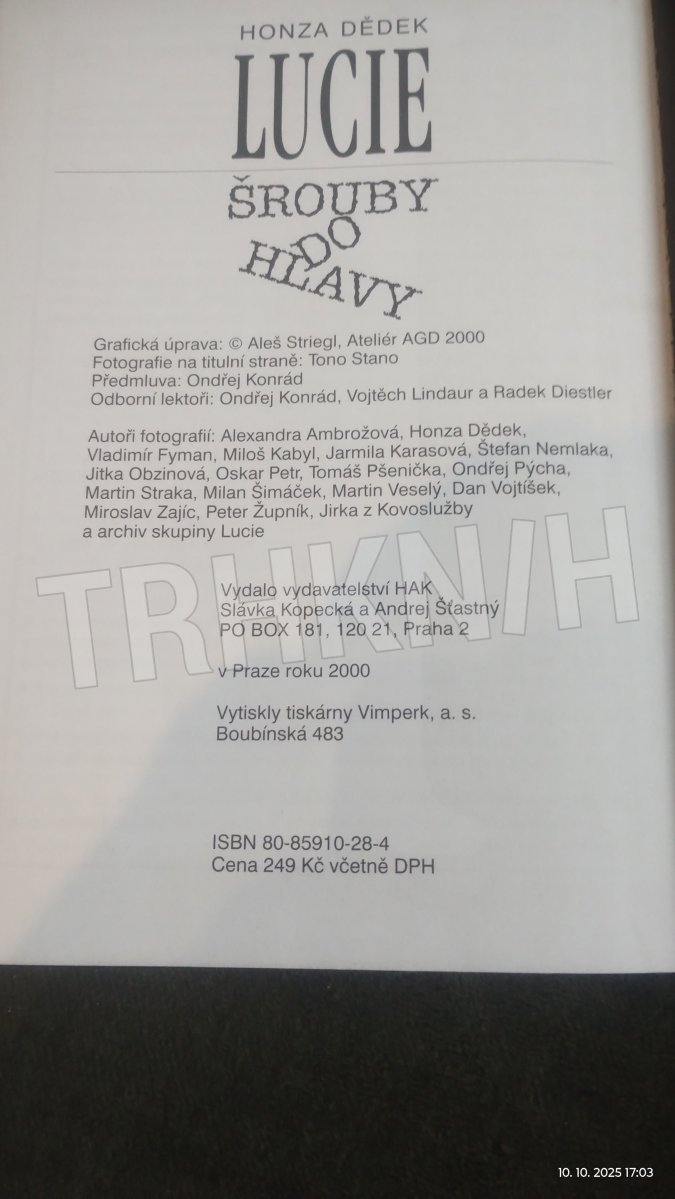 HONZA DĚDEK
LUCIE
ŠROUBY
DO
HLAVY
Grafická úprava: © Aleš Striegl, Ateliér AGD 2000
Fotografie na titulní straně: Tono Stano
Předmluva: Ondřej Konrád
Odborní lektoři: Ondřej Konrád, Vojtěch Lindaur a Radek Diestler
Autoři fotografií: Alexandra Ambrožová, Honza Dědek,
Vladimír Fyman, Miloš Kabyl, Jarmila Karasová, Štefan Nemlaka,
Jitka Obzinová, Oskar Petr, Tomáš Pšenička, Ondřej Pýcha,
Martin Straka, Milan Šimáček, Martin Veselý, Dan Vojtíšek,
Miroslav Zajíc, Peter Župník, Jirka z Kovoslužby
a archiv skupiny Lucie
TRHKNIH
Vydalo vydavatelství HAK
Slávka Kopecká a Andrej Šťastný
PO BOX 181, 120 21, Praha 2
v Praze roku 2000
Vytiskly tiskárny Vimperk, a. s.
Boubínská 483
ISBN 80-85910-28-4
Cena 249 Kč včetně DPH
10. 10. 2025 17:03